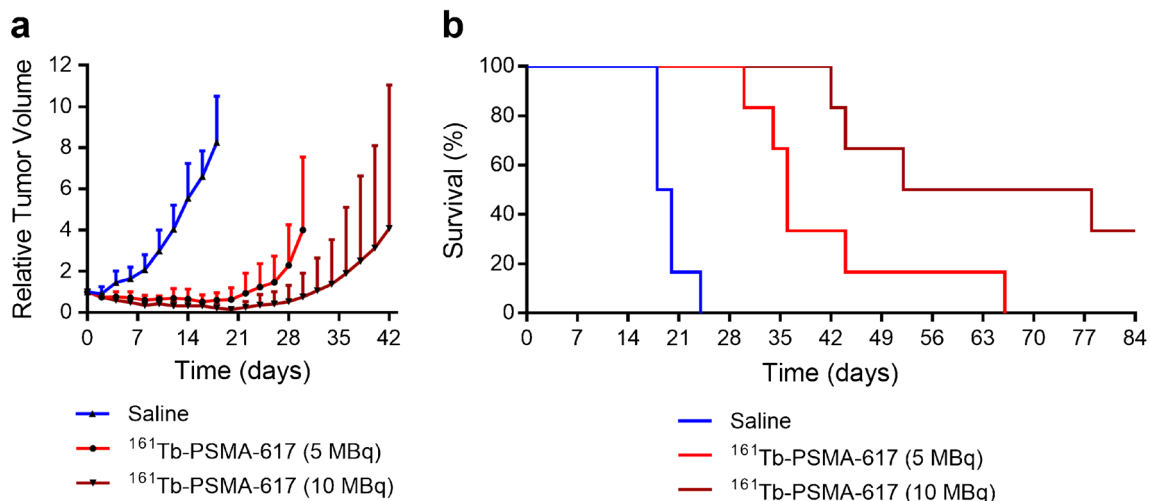 a
b
Relative Tumor Volume
12
10
8
6
4
2
0
0 7 14 21 28 35 42
Time (days)
Saline
¹⁶¹Tb-PSMA-617 (5 MBq)
¹⁶¹Tb-PSMA-617 (10 MBq)
Survival (%)
100
80
60
40
20
0
0 7 14 21 28 35 42 49 56 63 70 77 84
Time (days)
Saline
¹⁶¹Tb-PSMA-617 (5 MBq)
¹⁶¹Tb-PSMA-617 (10 MBq)